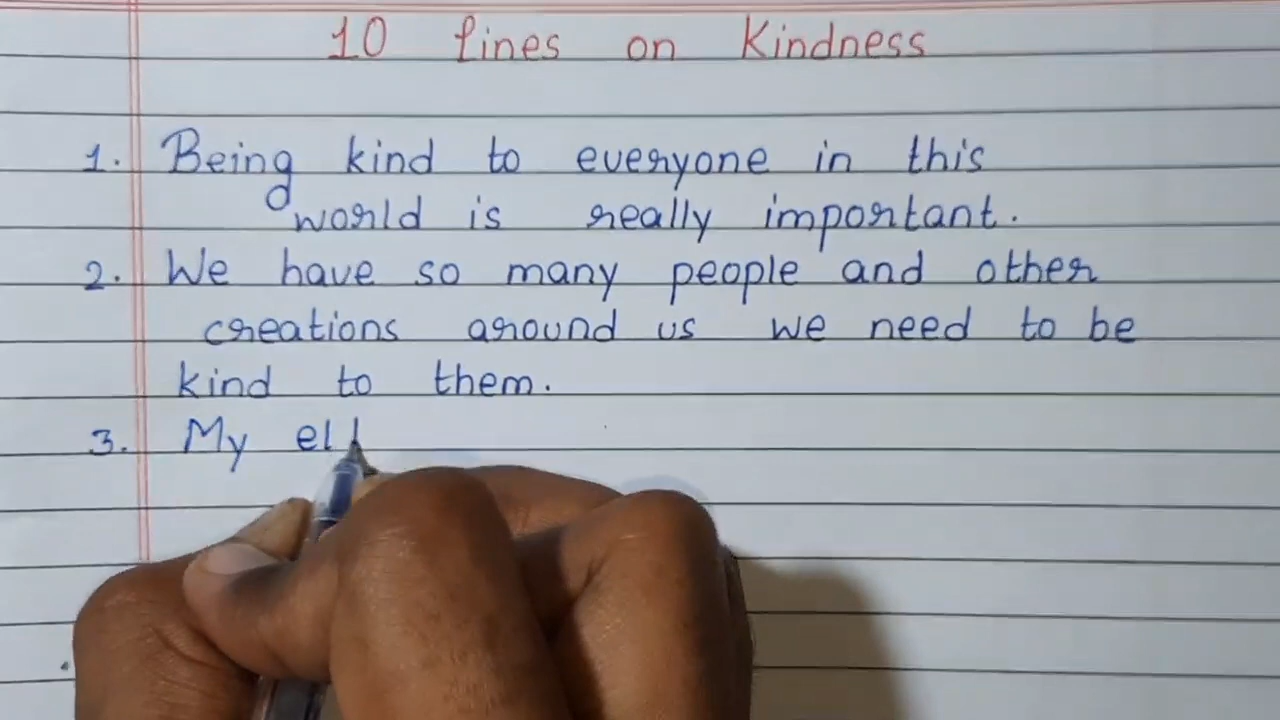 10 lines on Kindness
1. Being kind to everyone in this
world is really important.
2. We have so many people and other
creations around us we need to be
kind to them.
3. My